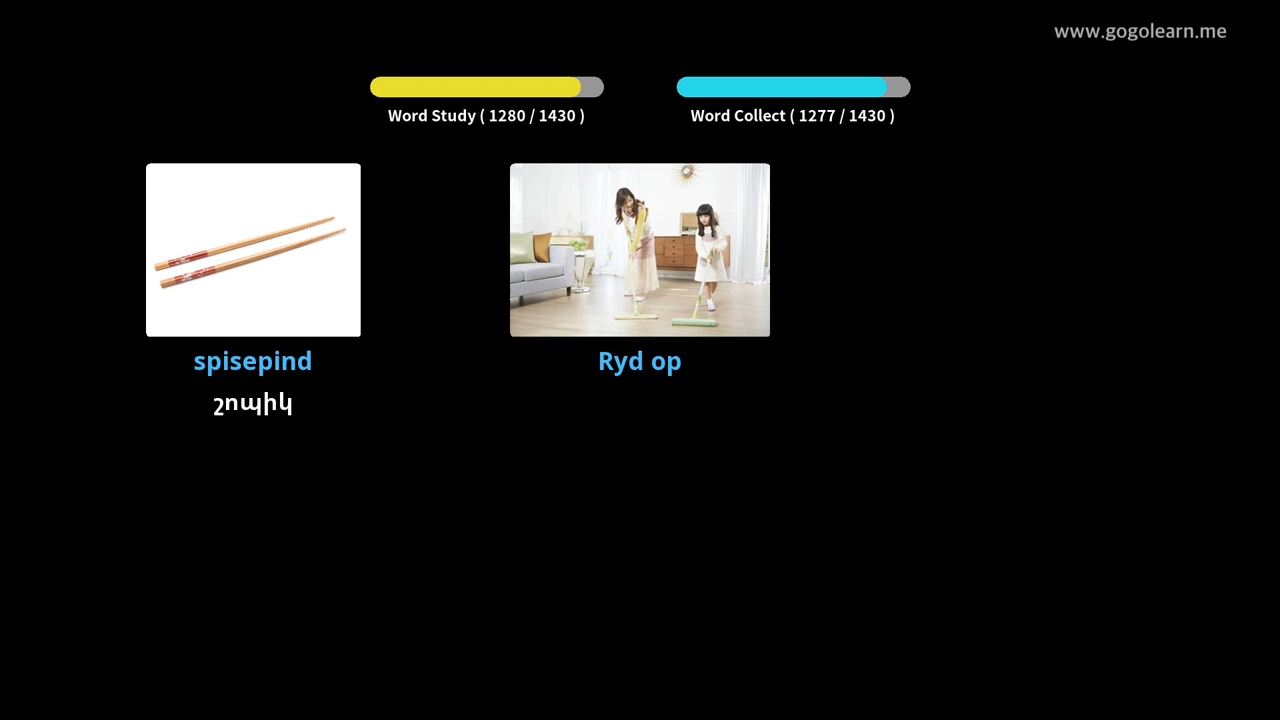 www.gogolearn.me
Word Study ( 1280 / 1430 )
Word Collect ( 1277 / 1430 )
spisepind
շոպիկ
Ryd op